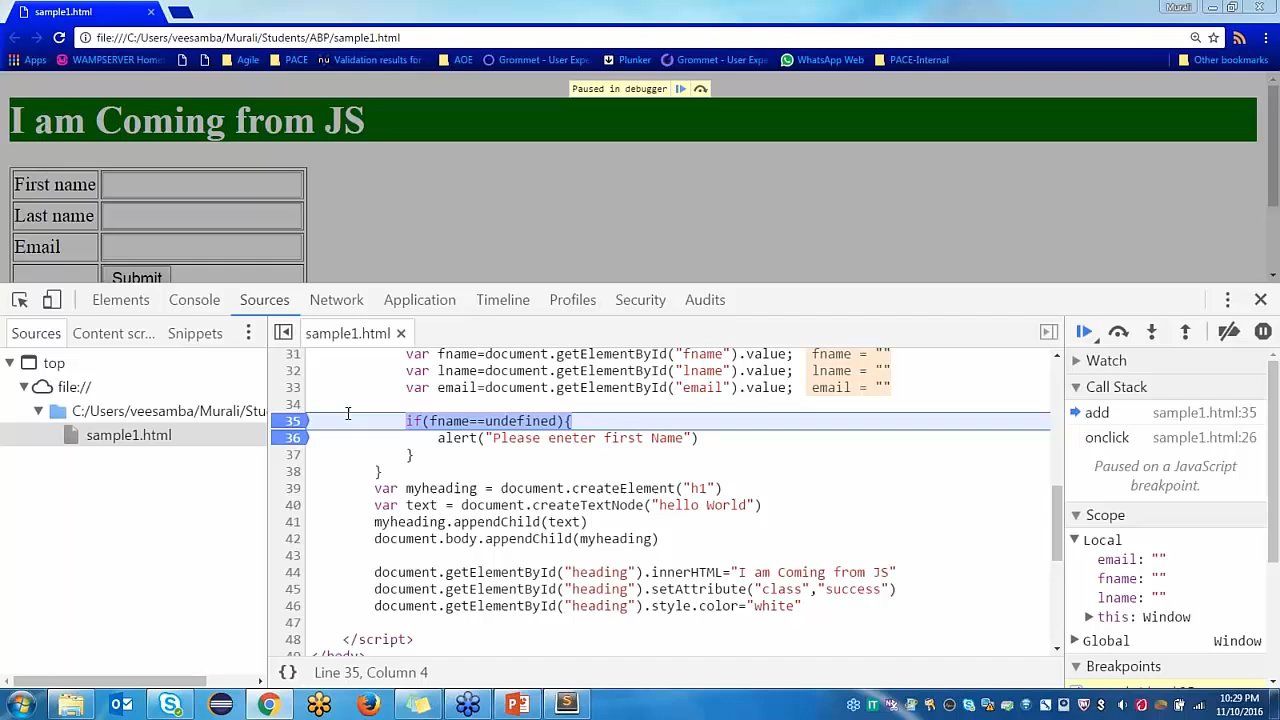 sample1.html
Murali
file:///C:/Users/veesamba/Murali/Students/ABP/sample1.html
Apps WAMPSERVER Home Agile PACE Validation results for AOE Grommet - User Expe Plunker Grommet - User Expe WhatsApp Web PACE-Internal Other bookmarks
Paused in debugger
I am Coming from JS
First name
Last name
Email
Submit
Elements Console Sources Network Application Timeline Profiles Security Audits
Sources Content scr... Snippets
sample1.html
top
file://
C:/Users/veesamba/Murali/Stu
sample1.html
31 var fname=document.getElementById("fname").value; fname = ""
32 var lname=document.getElementById("lname").value; lname = ""
33 var email=document.getElementById("email").value; email = ""
34
35 if(fname==undefined){
36 alert("Please eneter first Name")
37 }
38 }
39 var myheading = document.createElement("h1")
40 var text = document.createTextNode("hello World")
41 myheading.appendChild(text)
42 document.body.appendChild(myheading)
43
44 document.getElementById("heading").innerHTML="I am Coming from JS"
45 document.getElementById("heading").setAttribute("class","success")
46 document.getElementById("heading").style.color="white"
47
48 </script>
</body>
{} Line 35, Column 4
Watch
Call Stack
add sample1.html:35
onclick sample1.html:26
Paused on a JavaScript
breakpoint.
Scope
Local
email: ""
fname: ""
lname: ""
this: Window
Global Window
Breakpoints
10:29 PM
11/10/2016